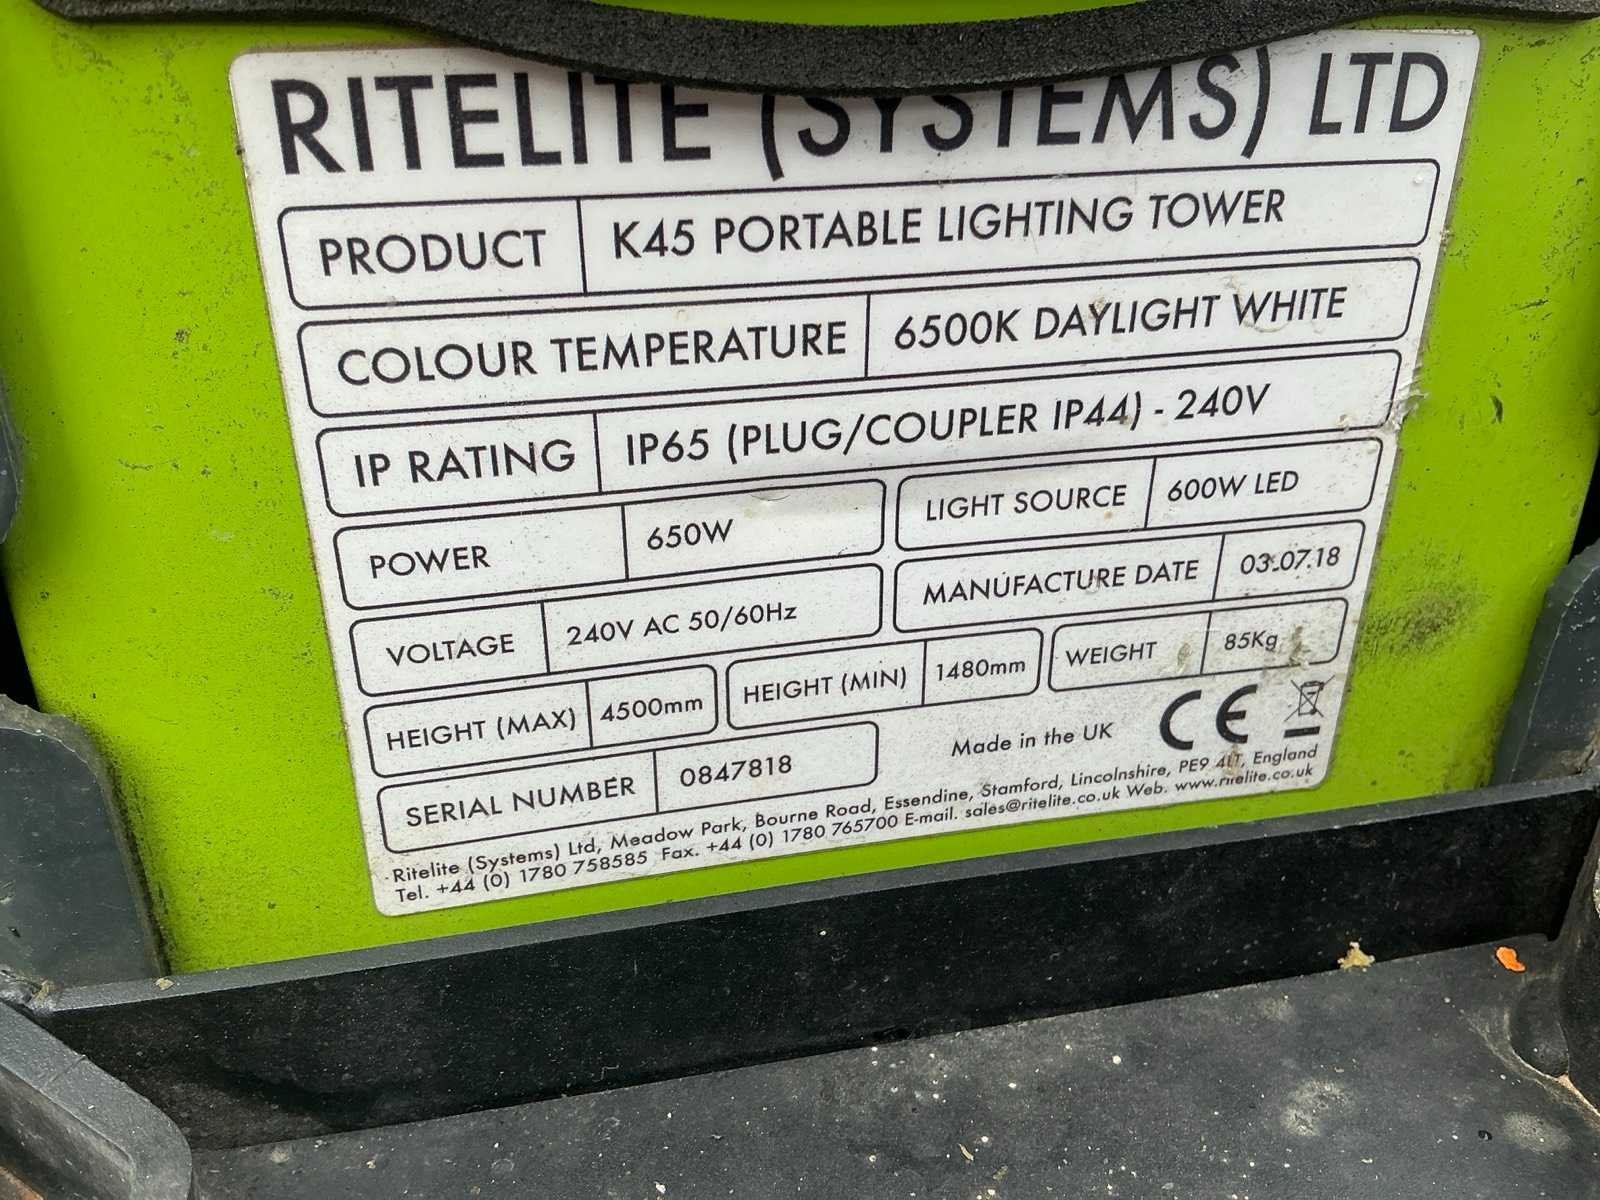 RITELITE (SYSTEMS) LTD
PRODUCT K45 PORTABLE LIGHTING TOWER
COLOUR TEMPERATURE 6500K DAYLIGHT WHITE
IP RATING IP65 (PLUG/COUPLER IP44) - 240V
POWER 650W LIGHT SOURCE 600W LED
VOLTAGE 240V AC 50/60Hz MANUFACTURE DATE 03.07.18
HEIGHT (MAX) 4500mm HEIGHT (MIN) 1480mm WEIGHT 85Kg
SERIAL NUMBER 0847818 Made in the UK CE
Ritelite (Systems) Ltd, Meadow Park, Bourne Road, Essendine, Stamford, Lincolnshire, PE9 4LT, England
Tel. +44 (0) 1780 758585 Fax. +44 (0) 1780 765700 E-mail. sales@ritelite.co.uk Web. www.ritelite.co.uk